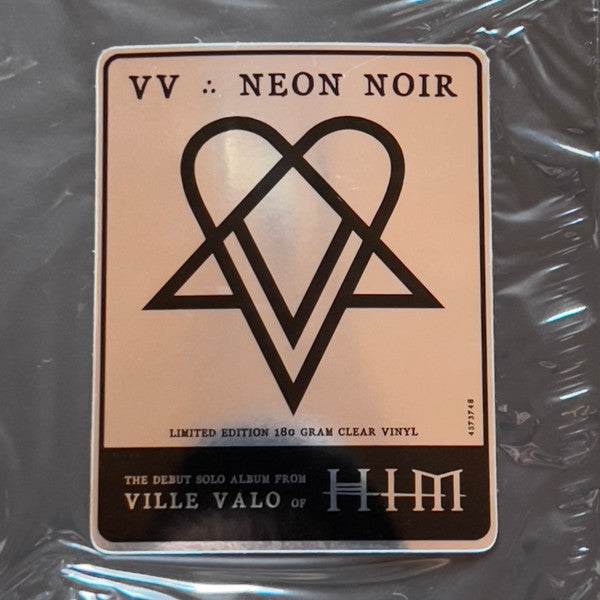 VV ∴ NEON NOIR
LIMITED EDITION 180 GRAM CLEAR VINYL
4573748
THE DEBUT SOLO ALBUM FROM
VILLE VALO OF HIM